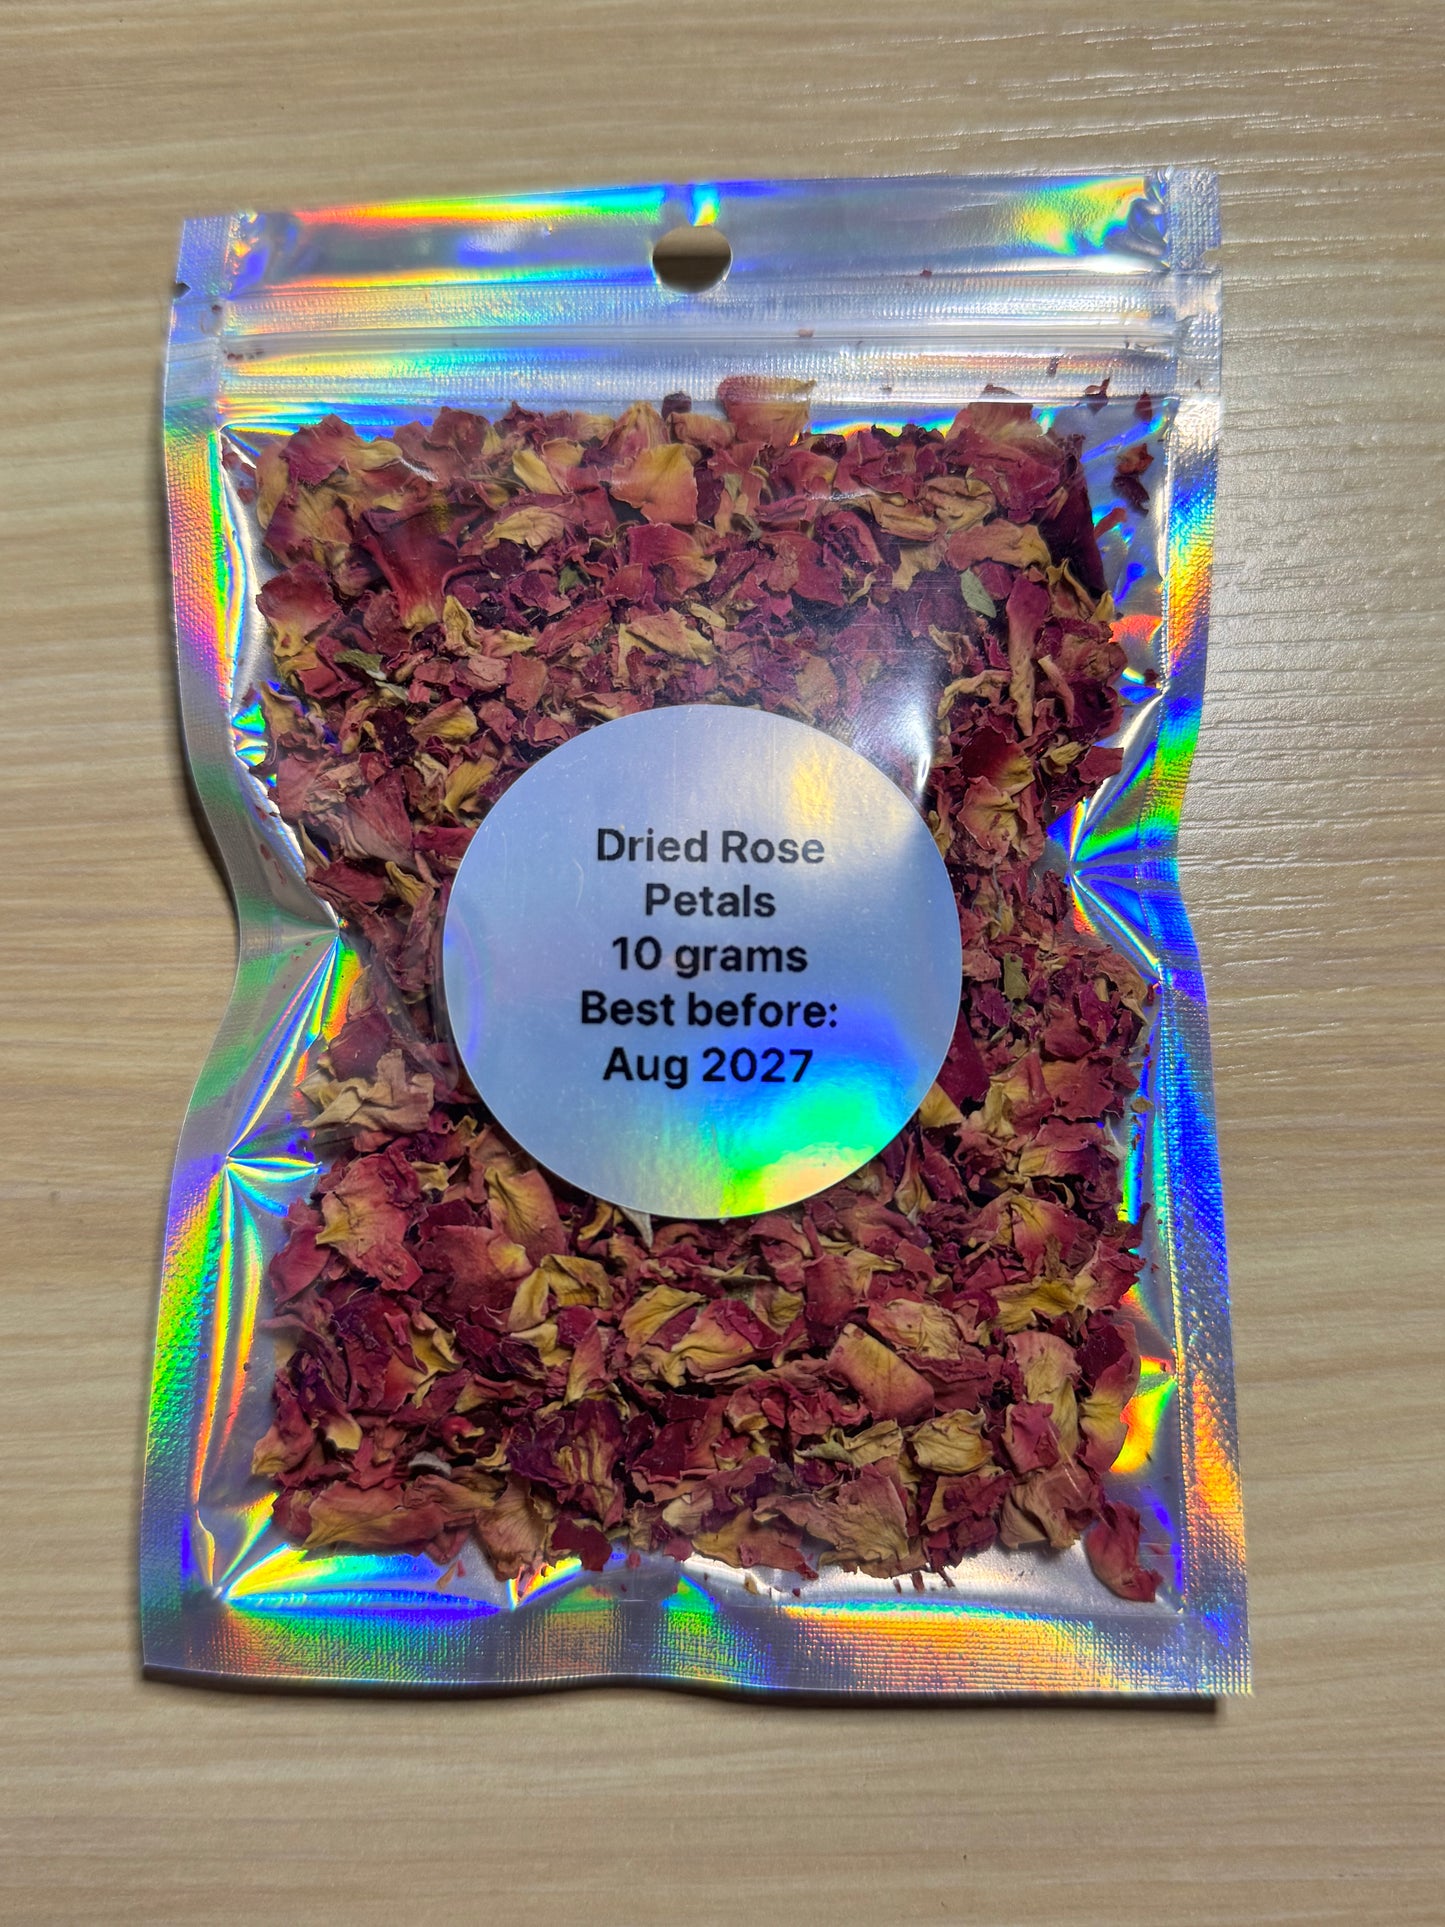 Dried Rose
Petals
10 grams
Best before:
Aug 2027